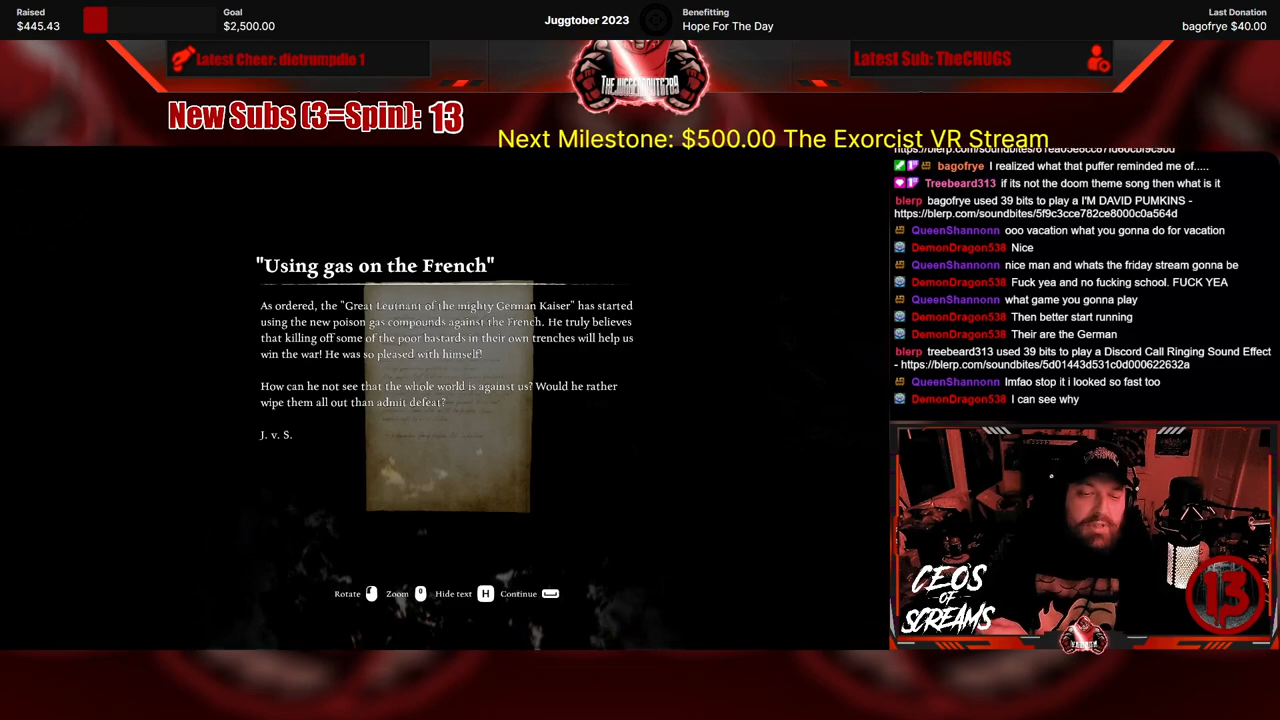 Raised
$445.43
Goal
$2,500.00
Juggtober 2023
Benefitting
Hope For The Day
Last Donation
bagofrye $40.00
Latest Cheer: dietrumpdie 1
THEJUGGERNAUT6789
Latest Sub: TheCHUGS
New Subs (3=Spin): 13
Next Milestone: $500.00 The Exorcist VR Stream
bagofrye I realized what that puffer reminded me of.....
Treebeard313 if its not the doom theme song then what is it
blerp bagofrye used 39 bits to play a I'M DAVID PUMKINS -
https://blerp.com/soundbites/5f9c3cce782ce8000c0a564d
QueenShannonn ooo vacation what you gonna do for vacation
DemonDragon538 Nice
QueenShannonn nice man and whats the friday stream gonna be
DemonDragon538 Fuck yea and no fucking school. FUCK YEA
QueenShannonn what game you gonna play
DemonDragon538 Then better start running
DemonDragon538 Their are the German
blerp treebeard313 used 39 bits to play a Discord Call Ringing Sound Effect
- https://blerp.com/soundbites/5d01443d531c0d000622632a
QueenShannonn lmfao stop it i looked so fast too
DemonDragon538 I can see why
"Using gas on the French"
As ordered, the "Great Leutnant of the mighty German Kaiser" has started
using the new poison gas compounds against the French. He truly believes
that killing off some of the poor bastards in their own trenches will help us
win the war! He was so pleased with himself!
How can he not see that the whole world is against us? Would he rather
wipe them all out than admit defeat?
J. v. S.
Rotate Zoom Hide text H Continue
CEOS
OF
SCREAMS
13